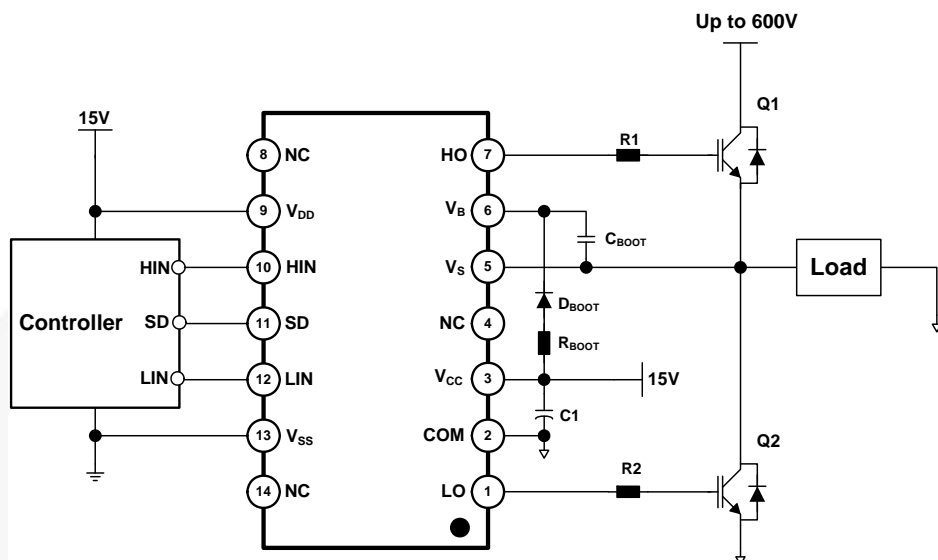 Up to 600V
Q1
15V
8 NC
HO 7
R1
9 VDD
VB 6
CBOOT
Controller
HIN
10 HIN
VS 5
Load
SD
11 SD
NC 4
DBOOT
RBOOT
LIN
12 LIN
VCC 3
15V
C1
13 VSS
COM 2
14 NC
LO 1
R2
Q2